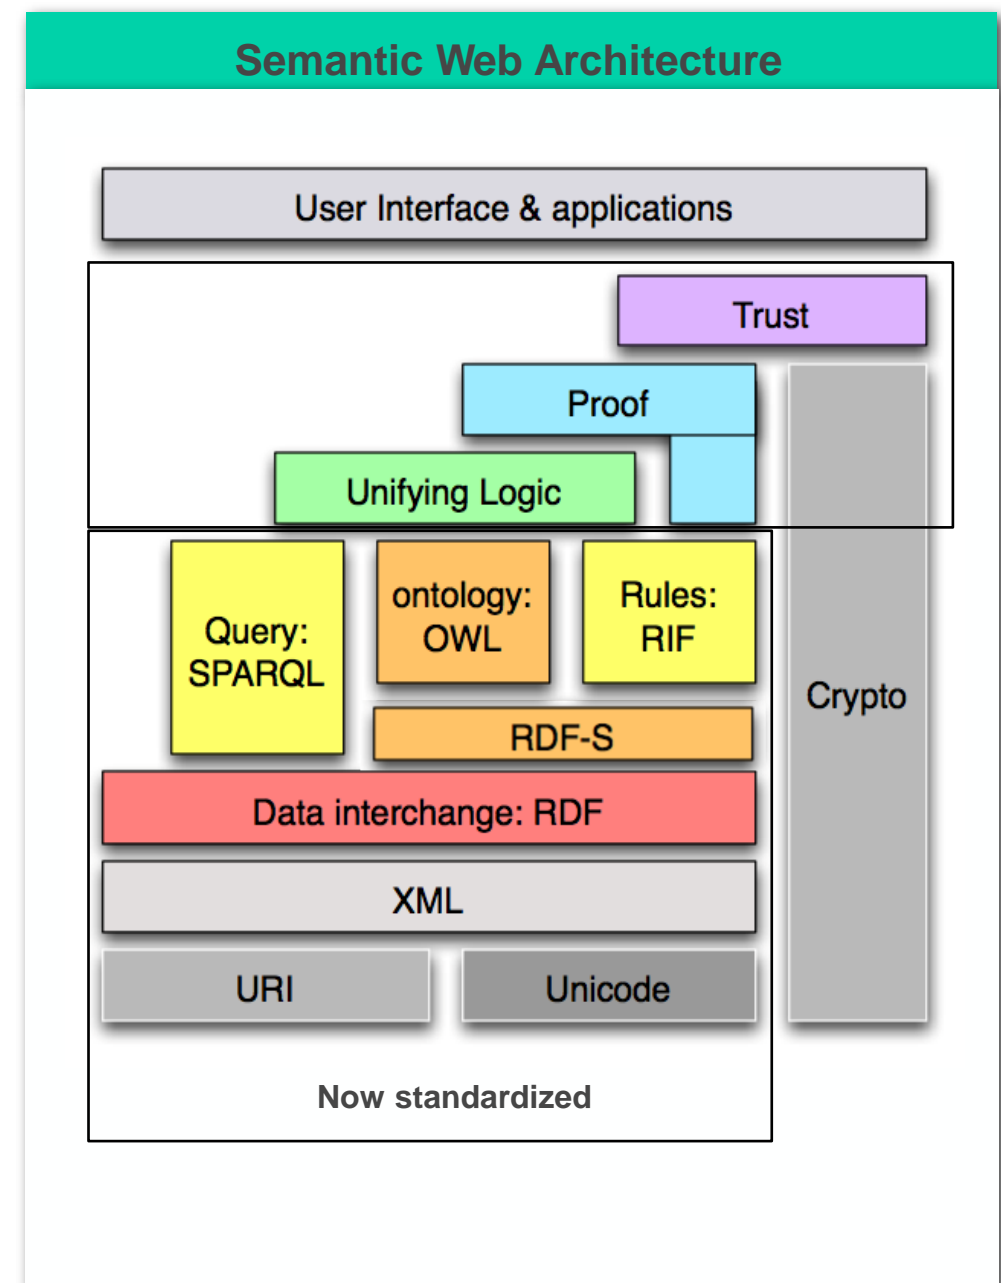 Semantic Web Architecture
User Interface & applications
Trust
Proof
Unifying Logic
Query:
SPARQL
ontology:
OWL
Rules:
RIF
Crypto
RDF-S
Data interchange: RDF
XML
URI
Unicode
Now standardized